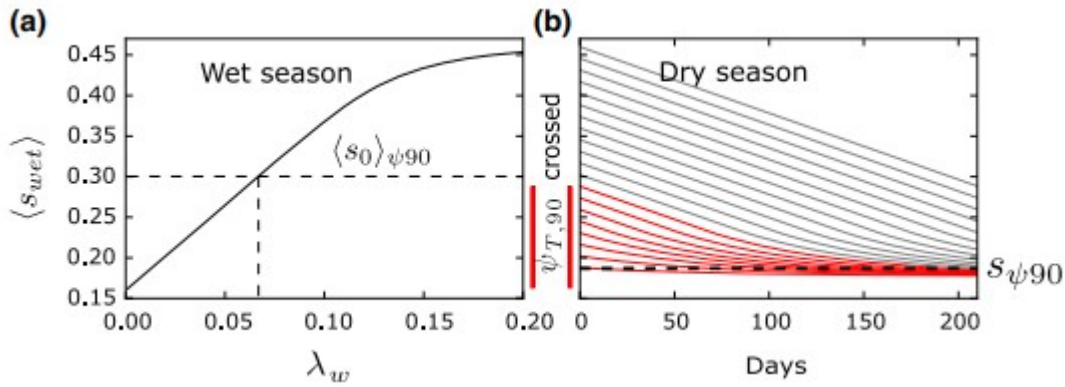 (a)
Wet season
⟨s₀⟩ψ90
0.45
0.40
0.35
0.30
0.25
0.20
0.15
⟨s_wet⟩
0.00
0.05
0.10
0.15
0.20
λ_w
(b)
Dry season
ψ_T,90 crossed
s_ψ90
0
50
100
150
200
Days